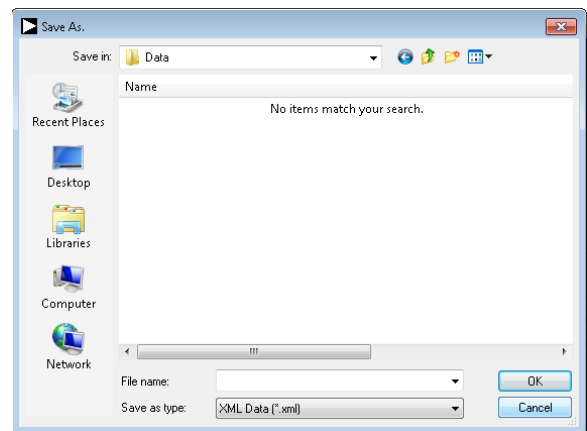 Save As.
Save in: Data
Name
No items match your search.
Recent Places
Desktop
Libraries
Computer
Network
File name: OK
Save as type: XML Data (*.xml) Cancel